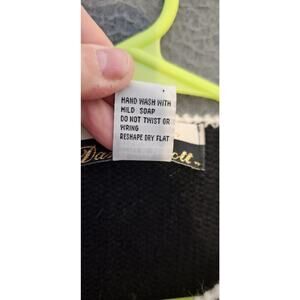 HAND WASH WITH
MILD SOAP
DO NOT TWIST OR
WRING
RESHAPE DRY FLAT